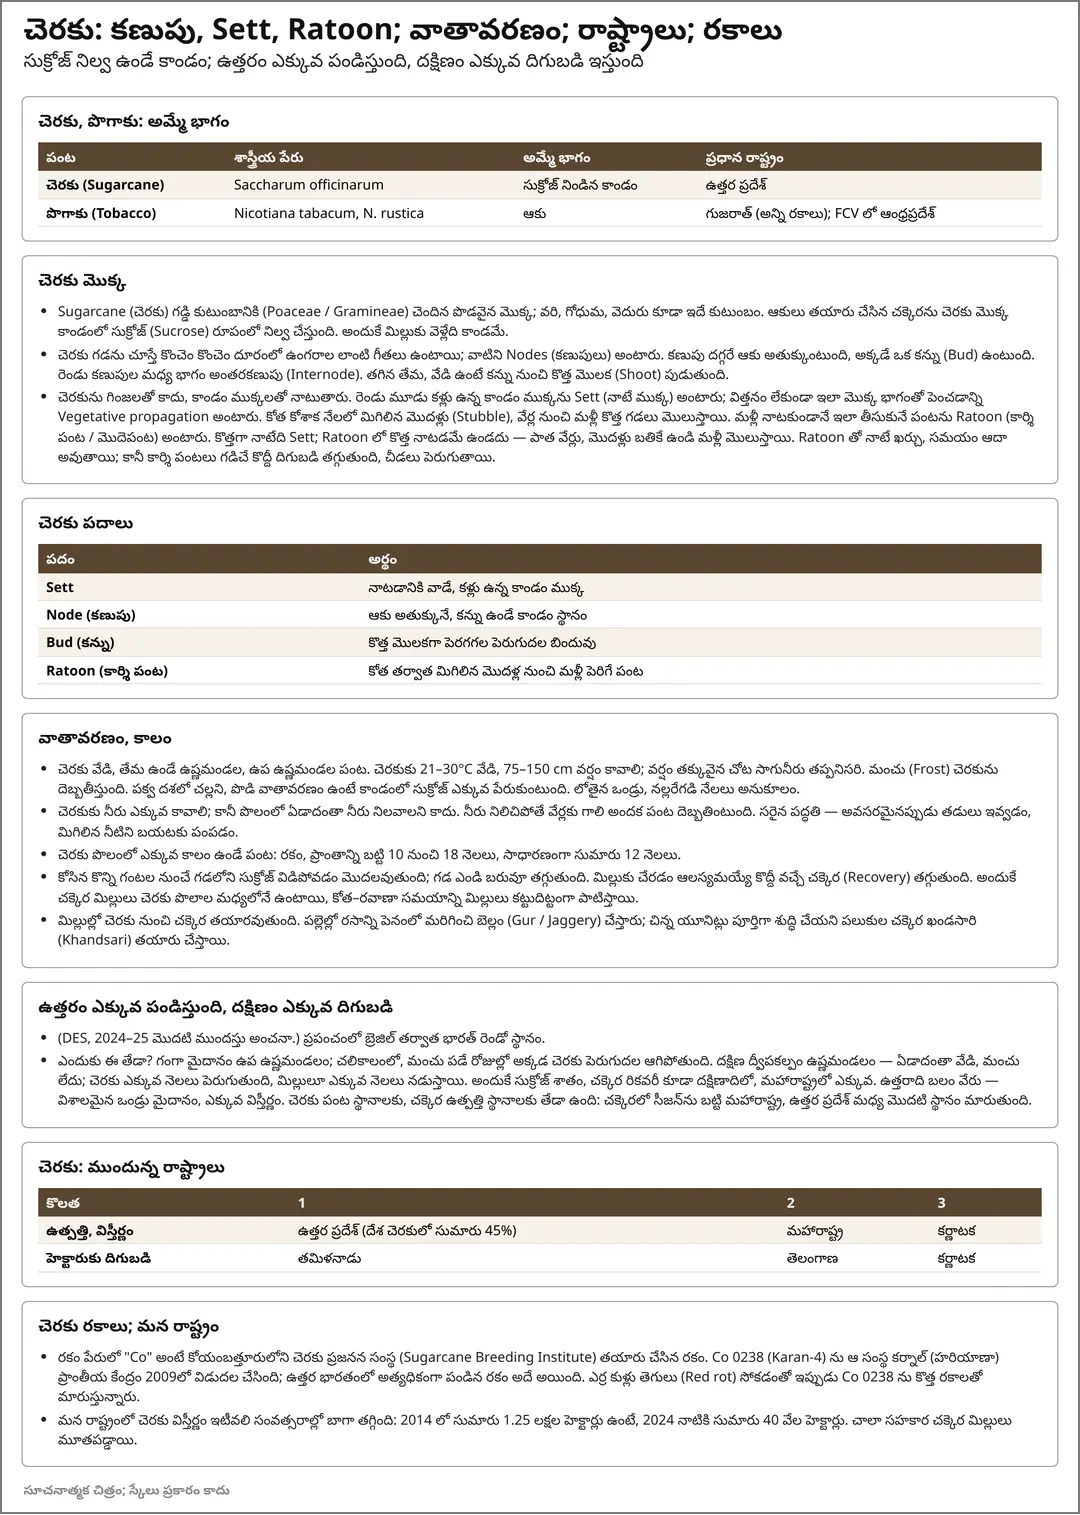 చెరకు: కణుపు, Sett, Ratoon; వాతావరణం; రాష్ట్రాలు; రకాలు
సుక్రోజ్ నిల్వ ఉండే కాండం; ఉత్తరం ఎక్కువ పండిస్తుంది, దక్షిణం ఎక్కువ దిగుబడి ఇస్తుంది
చెరకు, పొగాకు: అమ్మే భాగం
పంట శాస్త్రీయ పేరు అమ్మే భాగం ప్రధాన రాష్ట్రం
చెరకు (Sugarcane) Saccharum officinarum సుక్రోజ్ నిండిన కాండం ఉత్తర ప్రదేశ్
పొగాకు (Tobacco) Nicotiana tabacum, N. rustica ఆకు గుజరాత్ (అన్ని రకాలు); FCV లో ఆంధ్రప్రదేశ్
చెరకు మొక్క
• Sugarcane (చెరకు) గడ్డి కుటుంబానికి (Poaceae / Gramineae) చెందిన పొడవైన మొక్క; వరి, గోధుమ, వెదురు కూడా ఇదే కుటుంబం. ఆకులు తయారు చేసిన చక్కెరను చెరకు మొక్క
కాండంలో సుక్రోజ్ (Sucrose) రూపంలో నిల్వ చేస్తుంది. అందుకే మిల్లుకు వెళ్లేది కాండమే.
• చెరకు గడను చూస్తే కొంచెం కొంచెం దూరంలో ఉంగరాల లాంటి గీతలు ఉంటాయి; వాటిని Nodes (కణుపులు) అంటారు. కణుపు దగ్గరే ఆకు అతుక్కుంటుంది, అక్కడే ఒక కన్ను (Bud) ఉంటుంది.
రెండు కణుపుల మధ్య భాగం అంతరకణుపు (Internode). తగిన తేమ, వేడి ఉంటే కన్ను నుంచి కొత్త మొలక (Shoot) పుడుతుంది.
• చెరకును గింజలతో కాదు, కాండం ముక్కలతో నాటుతారు. రెండు మూడు కళ్లు ఉన్న కాండం ముక్కను Sett (నాటే ముక్క) అంటారు; విత్తనం లేకుండా ఇలా మొక్క భాగంతో పెంచడాన్ని
Vegetative propagation అంటారు. కోత కోశాక నేలలో మిగిలిన మొదళ్లు (Stubble), వేర్ల నుంచి మళ్లీ కొత్త గడలు మొలుస్తాయి. మళ్లీ నాటకుండానే ఇలా తీసుకునే పంటను Ratoon (కార్శి
పంట / మొదెపంట) అంటారు. కొత్తగా నాటేది Sett; Ratoon లో కొత్త నాటడమే ఉండదు — పాత వేర్లు, మొదళ్లు బతికే ఉండి మళ్లీ మొలుస్తాయి. Ratoon తో నాటే ఖర్చు, సమయం ఆదా
అవుతాయి; కానీ కార్శి పంటలు గడిచే కొద్దీ దిగుబడి తగ్గుతుంది, చీడలు పెరుగుతాయి.
చెరకు పదాలు
పదం అర్థం
Sett నాటడానికి వాడే, కళ్లు ఉన్న కాండం ముక్క
Node (కణుపు) ఆకు అతుక్కునే, కన్ను ఉండే కాండం స్థానం
Bud (కన్ను) కొత్త మొలకగా పెరగగల పెరుగుదల బిందువు
Ratoon (కార్శి పంట) కోత తర్వాత మిగిలిన మొదళ్ల నుంచి మళ్లీ పెరిగే పంట
వాతావరణం, కాలం
• చెరకు వేడి, తేమ ఉండే ఉష్ణమండల, ఉప ఉష్ణమండల పంట. చెరకుకు 21–30°C వేడి, 75–150 cm వర్షం కావాలి; వర్షం తక్కువైన చోట సాగునీరు తప్పనిసరి. మంచు (Frost) చెరకును
దెబ్బతీస్తుంది. పక్వ దశలో చల్లని, పొడి వాతావరణం ఉంటే కాండంలో సుక్రోజ్ ఎక్కువ పేరుకుంటుంది. లోతైన ఒండ్రు, నల్లరేగడి నేలలు అనుకూలం.
• చెరకుకు నీరు ఎక్కువ కావాలి; కానీ పొలంలో ఏడాదంతా నీరు నిలవాలని కాదు. నీరు నిలిచిపోతే వేర్లకు గాలి అందక పంట దెబ్బతింటుంది. సరైన పద్ధతి — అవసరమైనప్పుడు తడులు ఇవ్వడం,
మిగిలిన నీటిని బయటకు పంపడం.
• చెరకు పొలంలో ఎక్కువ కాలం ఉండే పంట: రకం, ప్రాంతాన్ని బట్టి 10 నుంచి 18 నెలలు, సాధారణంగా సుమారు 12 నెలలు.
• కోసిన కొన్ని గంటల నుంచే గడలోని సుక్రోజ్ విడిపోవడం మొదలవుతుంది; గడ ఎండి బరువూ తగ్గుతుంది. మిల్లుకు చేరడం ఆలస్యమయ్యే కొద్దీ వచ్చే చక్కెర (Recovery) తగ్గుతుంది. అందుకే
చక్కెర మిల్లులు చెరకు పొలాల మధ్యలోనే ఉంటాయి, కోత–రవాణా సమయాన్ని మిల్లులు కట్టుదిట్టంగా పాటిస్తాయి.
• మిల్లుల్లో చెరకు నుంచి చక్కెర తయారవుతుంది. పల్లెల్లో రసాన్ని పెనంలో మరిగించి బెల్లం (Gur / Jaggery) చేస్తారు; చిన్న యూనిట్లు పూర్తిగా శుద్ధి చేయని పలుకుల చక్కెర ఖండసారి
(Khandsari) తయారు చేస్తాయి.
ఉత్తరం ఎక్కువ పండిస్తుంది, దక్షిణం ఎక్కువ దిగుబడి
• (DES, 2024–25 మొదటి ముందస్తు అంచనా.) ప్రపంచంలో బ్రెజిల్ తర్వాత భారత్ రెండో స్థానం.
• ఎందుకు ఈ తేడా? గంగా మైదానం ఉప ఉష్ణమండలం; చలికాలంలో, మంచు పడే రోజుల్లో అక్కడ చెరకు పెరుగుదల ఆగిపోతుంది. దక్షిణ ద్వీపకల్పం ఉష్ణమండలం — ఏడాదంతా వేడి, మంచు
లేదు; చెరకు ఎక్కువ నెలలు పెరుగుతుంది, మిల్లులూ ఎక్కువ నెలలు నడుస్తాయి. అందుకే సుక్రోజ్ శాతం, చక్కెర రికవరీ కూడా దక్షిణాదిలో, మహారాష్ట్రలో ఎక్కువ. ఉత్తరాది బలం వేరు —
విశాలమైన ఒండ్రు మైదానం, ఎక్కువ విస్తీర్ణం. చెరకు పంట స్థానాలకు, చక్కెర ఉత్పత్తి స్థానాలకు తేడా ఉంది: చక్కెరలో సీజన్‌ను బట్టి మహారాష్ట్ర, ఉత్తర ప్రదేశ్ మధ్య మొదటి స్థానం మారుతుంది.
చెరకు: ముందున్న రాష్ట్రాలు
కొలత 1 2 3
ఉత్పత్తి, విస్తీర్ణం ఉత్తర ప్రదేశ్ (దేశ చెరకులో సుమారు 45%) మహారాష్ట్ర కర్ణాటక
హెక్టారుకు దిగుబడి తమిళనాడు తెలంగాణ కర్ణాటక
చెరకు రకాలు; మన రాష్ట్రం
• రకం పేరులో "Co" అంటే కోయంబత్తూరులోని చెరకు ప్రజనన సంస్థ (Sugarcane Breeding Institute) తయారు చేసిన రకం. Co 0238 (Karan-4) ను ఆ సంస్థ కర్నాల్ (హరియాణా)
ప్రాంతీయ కేంద్రం 2009లో విడుదల చేసింది; ఉత్తర భారతంలో అత్యధికంగా పండిన రకం అదే అయింది. ఎర్ర కుళ్లు తెగులు (Red rot) సోకడంతో ఇప్పుడు Co 0238 ను కొత్త రకాలతో
మారుస్తున్నారు.
• మన రాష్ట్రంలో చెరకు విస్తీర్ణం ఇటీవలి సంవత్సరాల్లో బాగా తగ్గింది: 2014 లో సుమారు 1.25 లక్షల హెక్టార్లు ఉంటే, 2024 నాటికి సుమారు 40 వేల హెక్టార్లు. చాలా సహకార చక్కెర మిల్లులు
మూతపడ్డాయి.
సూచనాత్మక చిత్రం; స్కేలు ప్రకారం కాదు